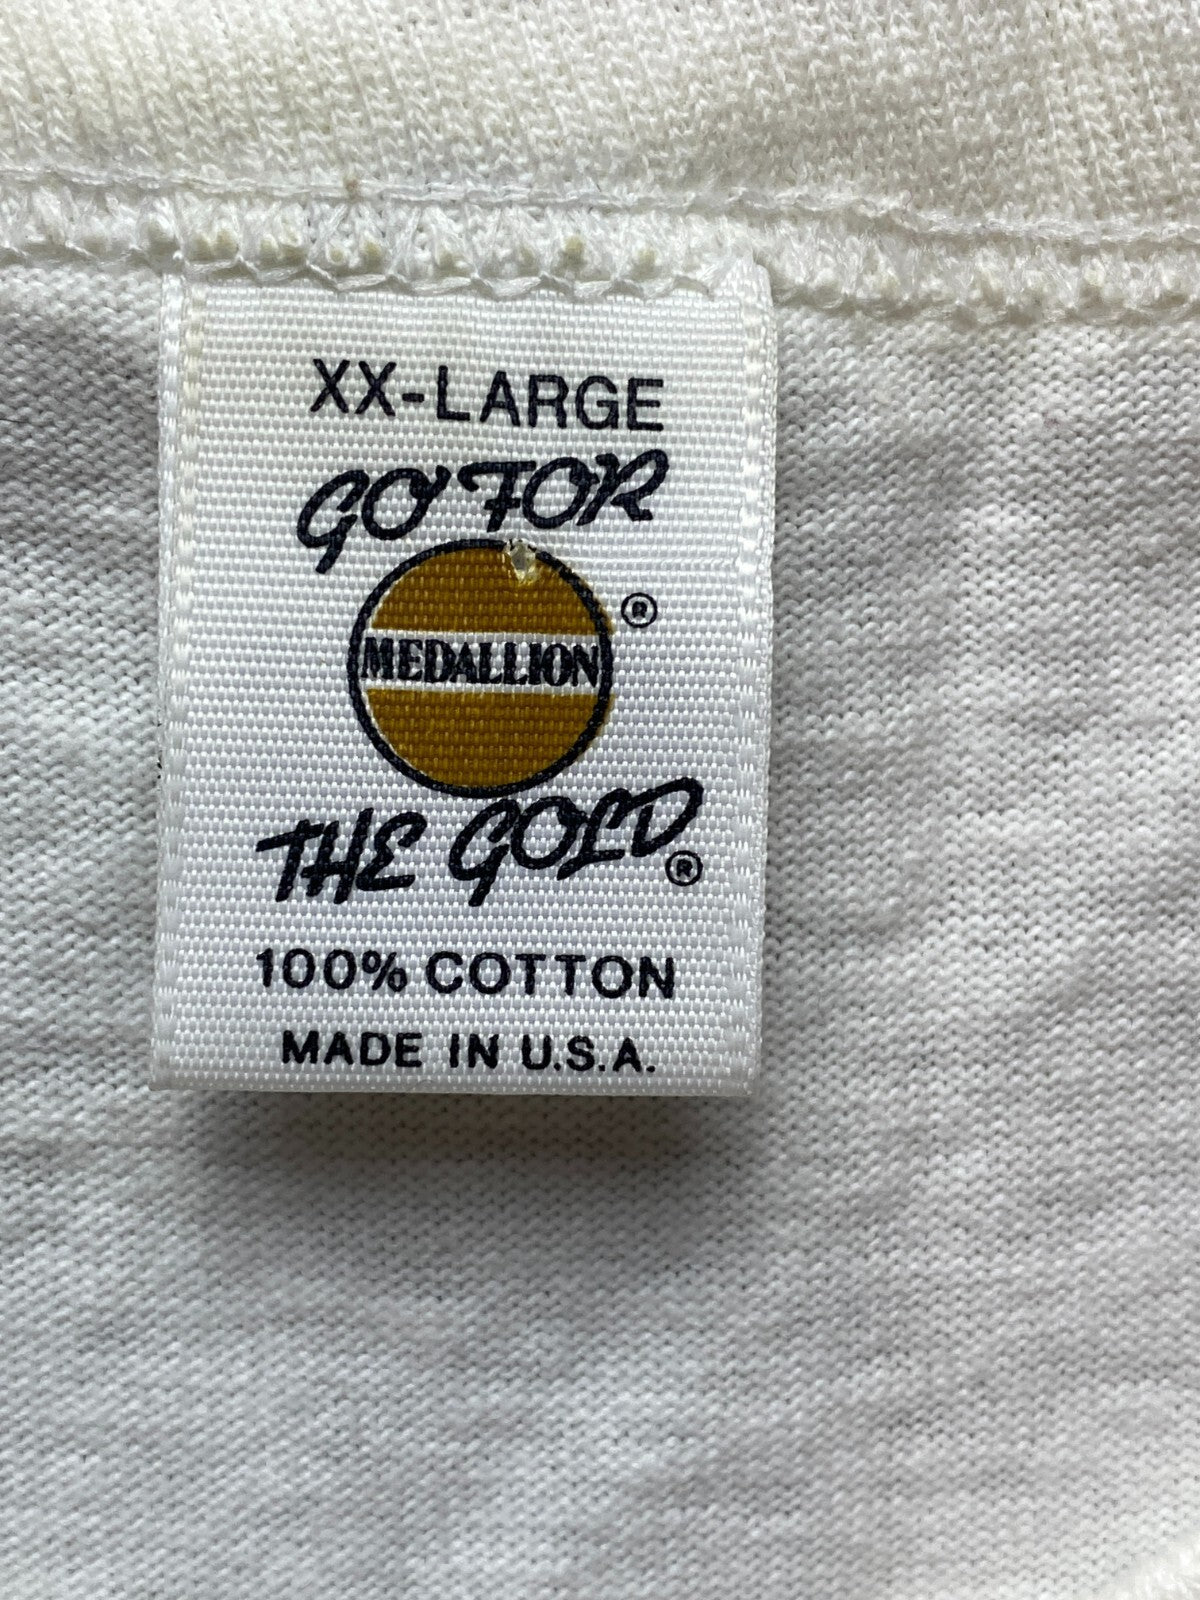 XX-LARGE
GO FOR
MEDALLION ®
THE GOLD ®
100% COTTON
MADE IN U.S.A.